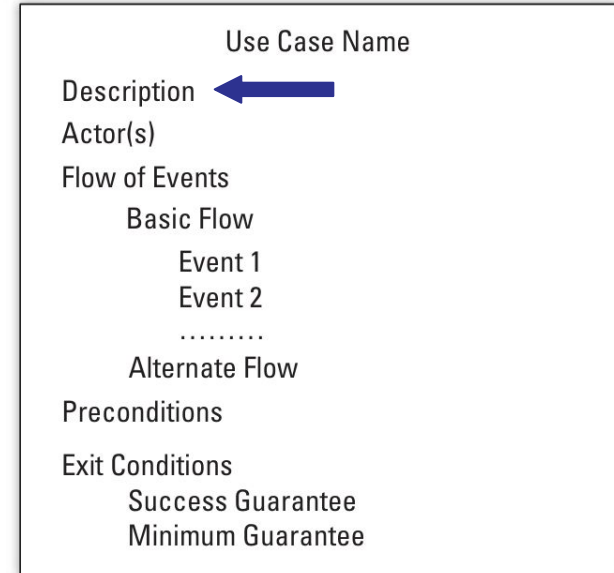 Use Case Name
Description
Actor(s)
Flow of Events
Basic Flow
Event 1
Event 2
.........
Alternate Flow
Preconditions
Exit Conditions
Success Guarantee
Minimum Guarantee